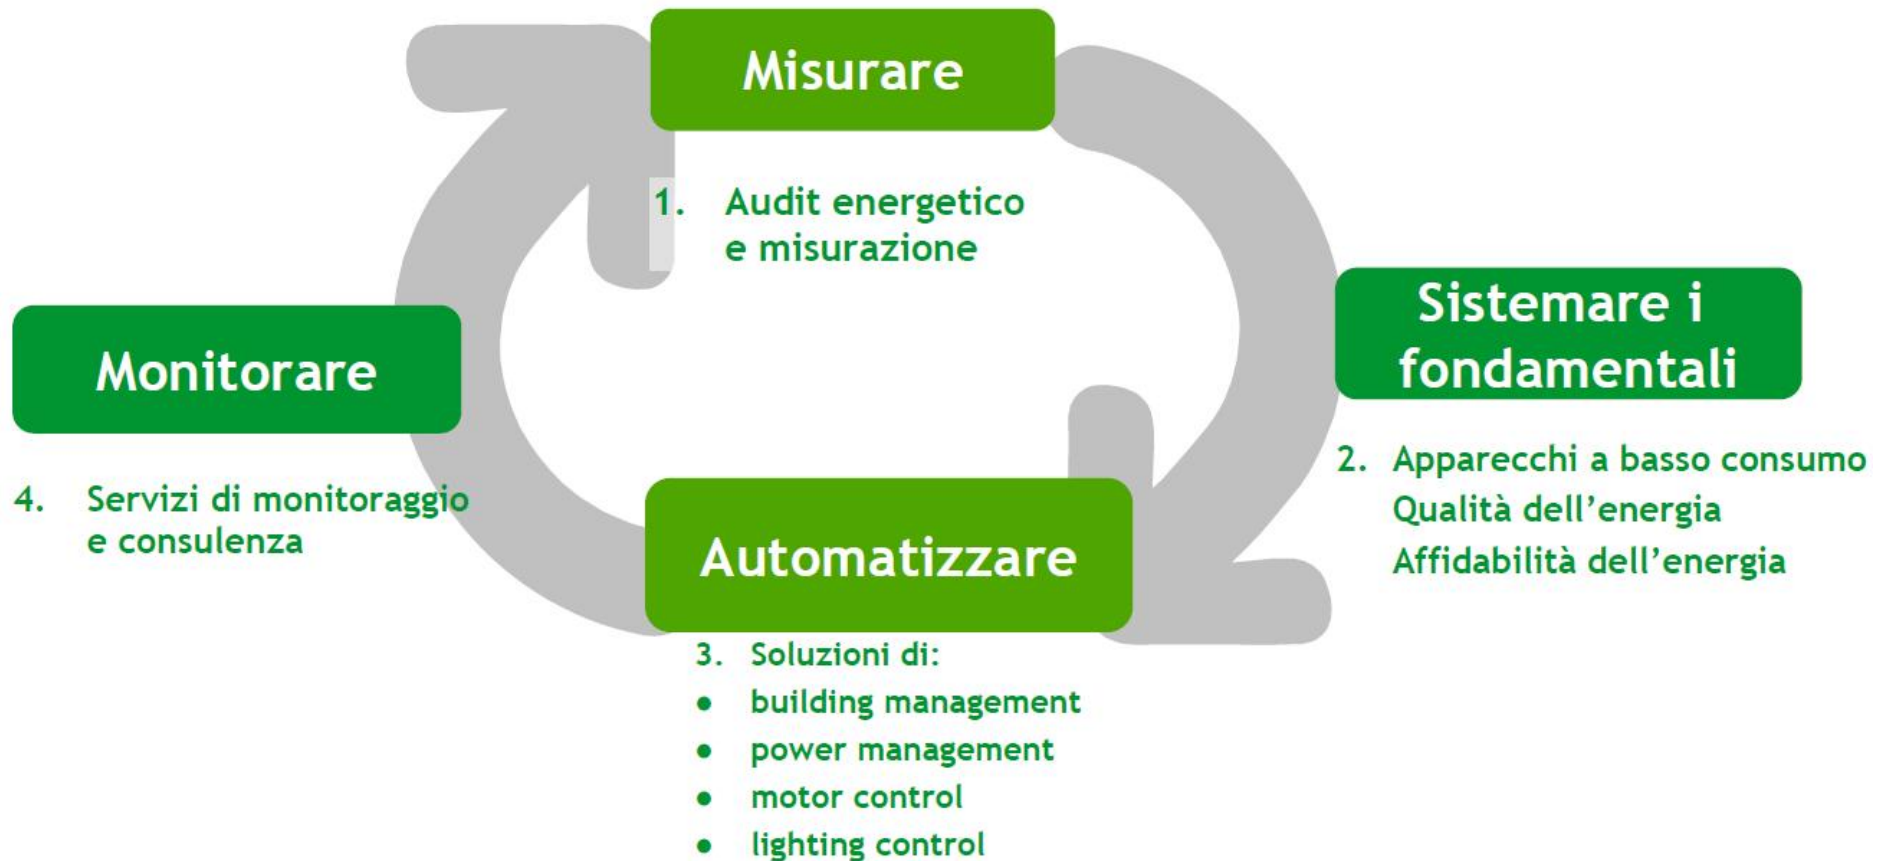 Misurare
1. Audit energetico
e misurazione
Sistemare i
fondamentali
2. Apparecchi a basso consumo
Qualità dell’energia
Affidabilità dell’energia
Automatizzare
3. Soluzioni di:
● building management
● power management
● motor control
● lighting control
Monitorare
4. Servizi di monitoraggio
e consulenza